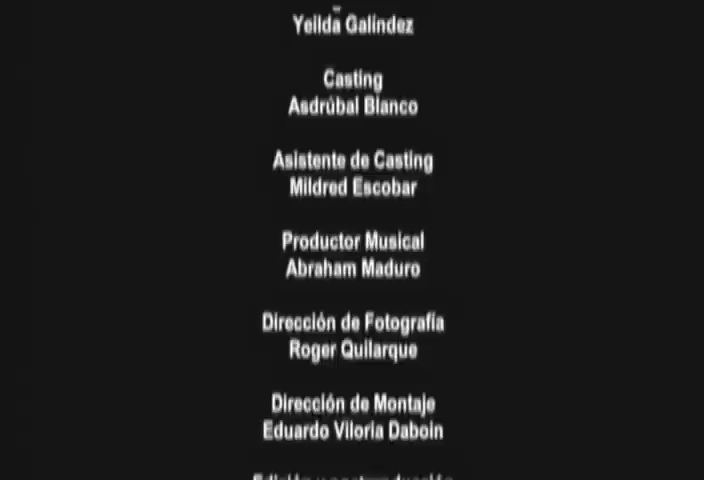 Yeilda Galíndez
Casting
Asdrúbal Blanco
Asistente de Casting
Mildred Escobar
Productor Musical
Abraham Maduro
Dirección de Fotografía
Roger Quilarque
Dirección de Montaje
Eduardo Viloria Daboin